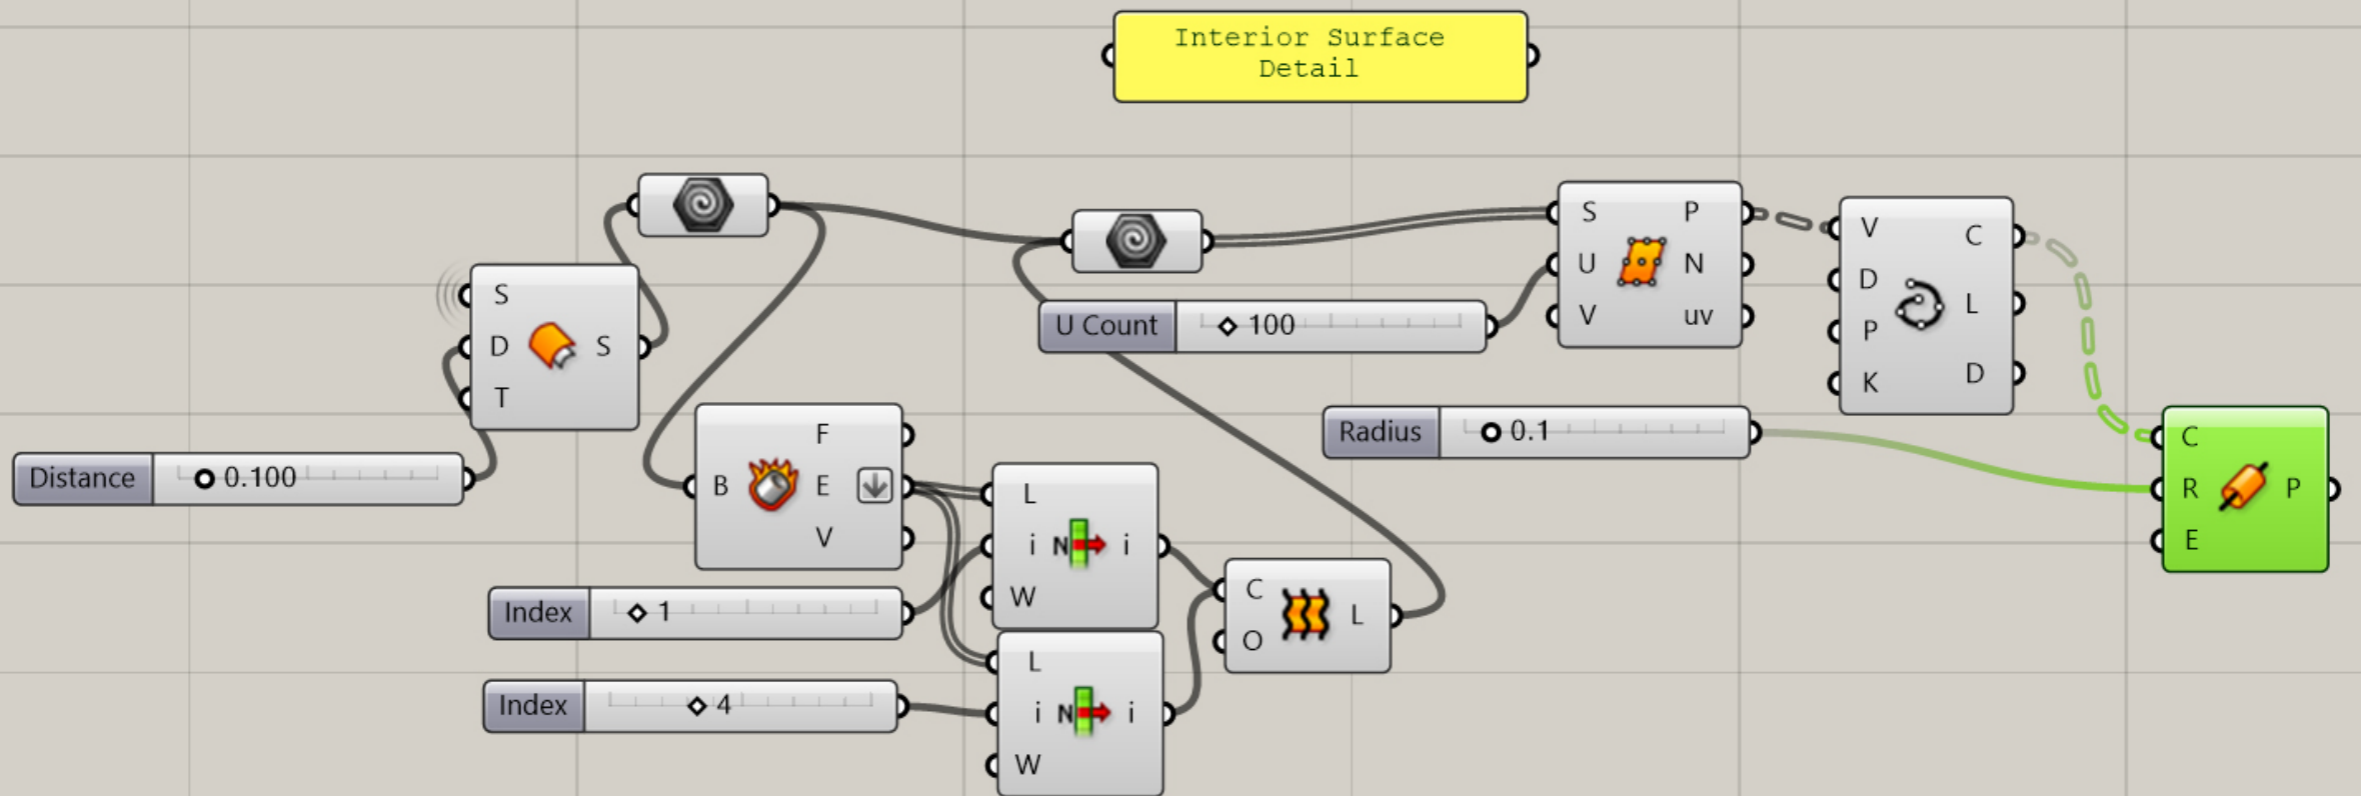 Interior Surface
Detail
S
D
T
S
Distance
0.100
B
F
E
V
Index
1
Index
4
L
i
W
N
i
L
i
W
N
i
C
O
L
U Count
100
S
U
V
P
N
uv
Radius
0.1
V
D
P
K
C
L
D
C
R
E
P